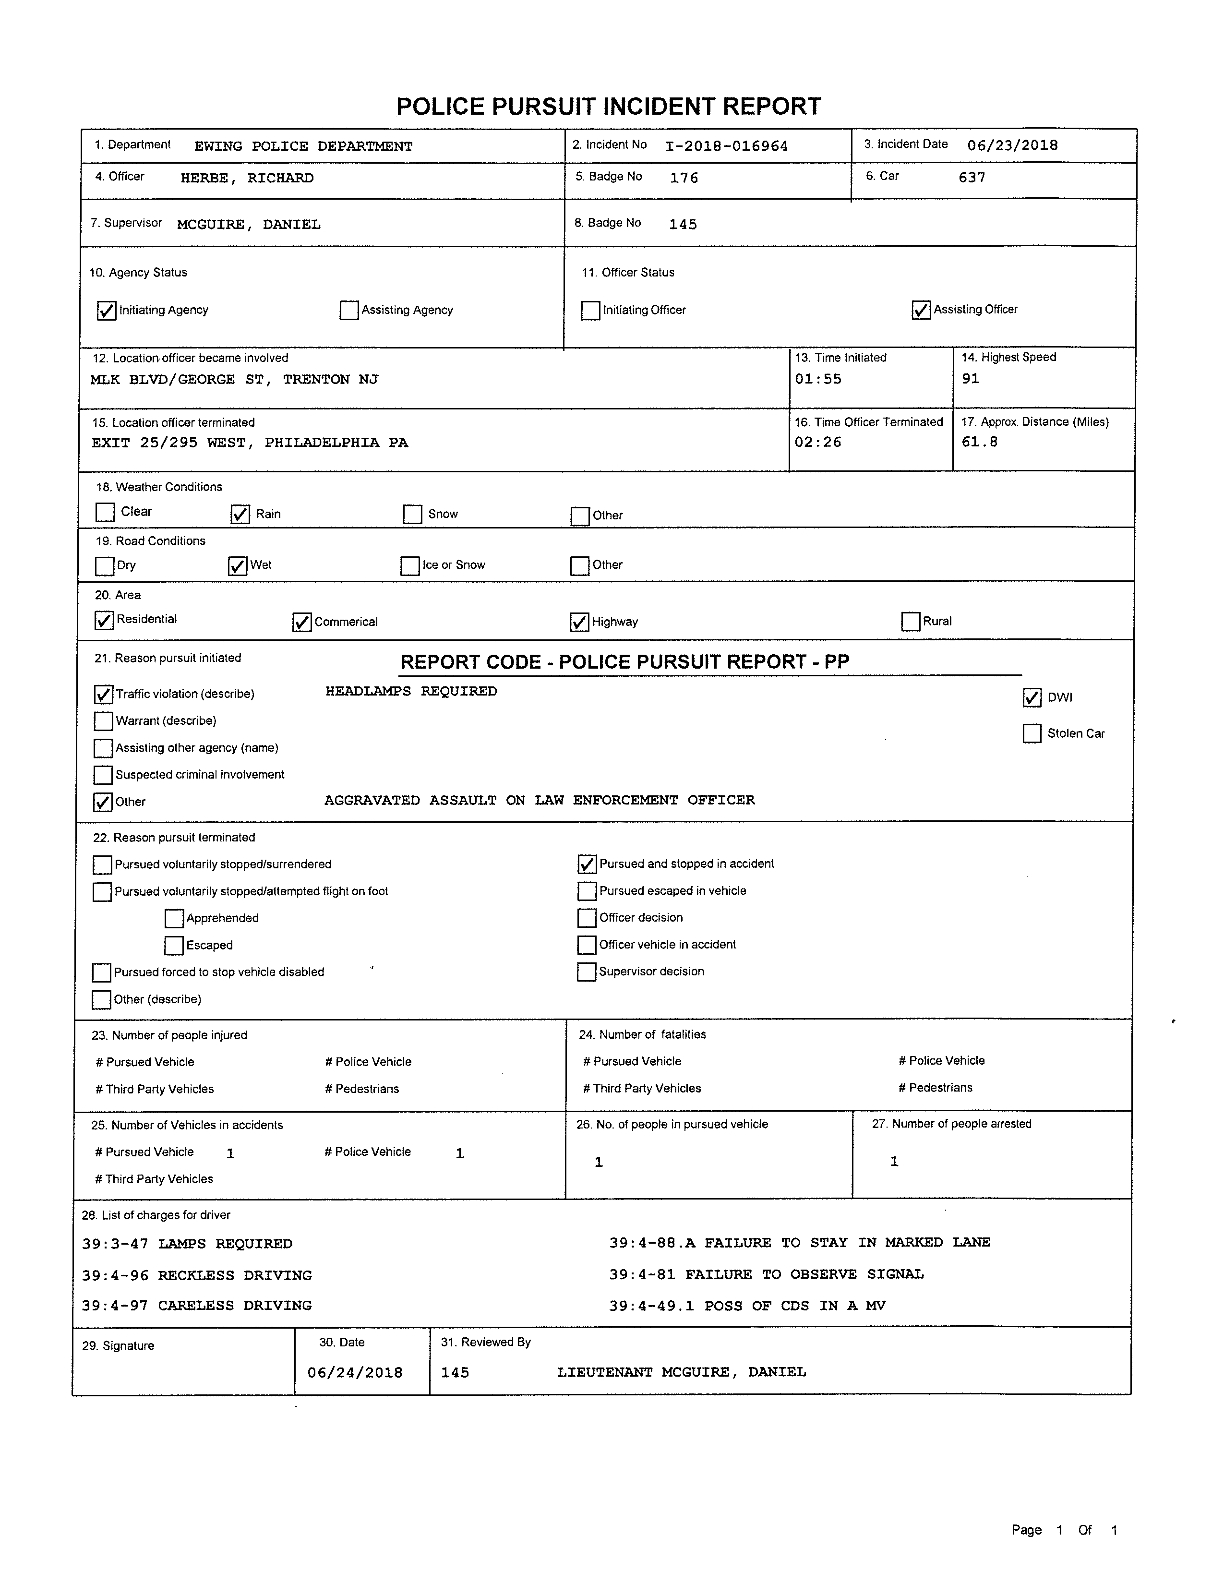 POLICE PURSUIT INCIDENT REPORT
1. Department EWING POLICE DEPARTMENT 2. Incident No I-2018-016964 3. Incident Date 06/23/2018
4. Officer HERBE, RICHARD 5. Badge No 176 6. Car 637
7. Supervisor MCGUIRE, DANIEL 8. Badge No 145
10. Agency Status 11. Officer Status
Initiating Agency Assisting Agency Initiating Officer Assisting Officer
12. Location officer became involved 13. Time Initiated 14. Highest Speed
MLK BLVD/GEORGE ST, TRENTON NJ 01:55 91
15. Location officer terminated 16. Time Officer Terminated 17. Approx. Distance (Miles)
EXIT 25/295 WEST, PHILADELPHIA PA 02:26 61.8
18. Weather Conditions
Clear Rain Snow Other
19. Road Conditions
Dry Wet Ice or Snow Other
20. Area
Residential Commerical Highway Rural
21. Reason pursuit initiated REPORT CODE - POLICE PURSUIT REPORT - PP
Traffic violation (describe) HEADLAMPS REQUIRED DWI
Warrant (describe) Stolen Car
Assisting other agency (name)
Suspected criminal involvement
Other AGGRAVATED ASSAULT ON LAW ENFORCEMENT OFFICER
22. Reason pursuit terminated
Pursued voluntarily stopped/surrendered Pursued and stopped in accident
Pursued voluntarily stopped/attempted flight on foot Pursued escaped in vehicle
Apprehended Officer decision
Escaped Officer vehicle in accident
Pursued forced to stop vehicle disabled Supervisor decision
Other (describe)
23. Number of people injured 24. Number of fatalities
# Pursued Vehicle # Police Vehicle # Pursued Vehicle # Police Vehicle
# Third Party Vehicles # Pedestrians # Third Party Vehicles # Pedestrians
25. Number of Vehicles in accidents 26. No. of people in pursued vehicle 27. Number of people arrested
# Pursued Vehicle 1 # Police Vehicle 1 1 1
# Third Party Vehicles
28. List of charges for driver
39:3-47 LAMPS REQUIRED 39:4-88.A FAILURE TO STAY IN MARKED LANE
39:4-96 RECKLESS DRIVING 39:4-81 FAILURE TO OBSERVE SIGNAL
39:4-97 CARELESS DRIVING 39:4-49.1 POSS OF CDS IN A MV
29. Signature 30. Date 31. Reviewed By
06/24/2018 145 LIEUTENANT MCGUIRE, DANIEL
Page 1 Of 1